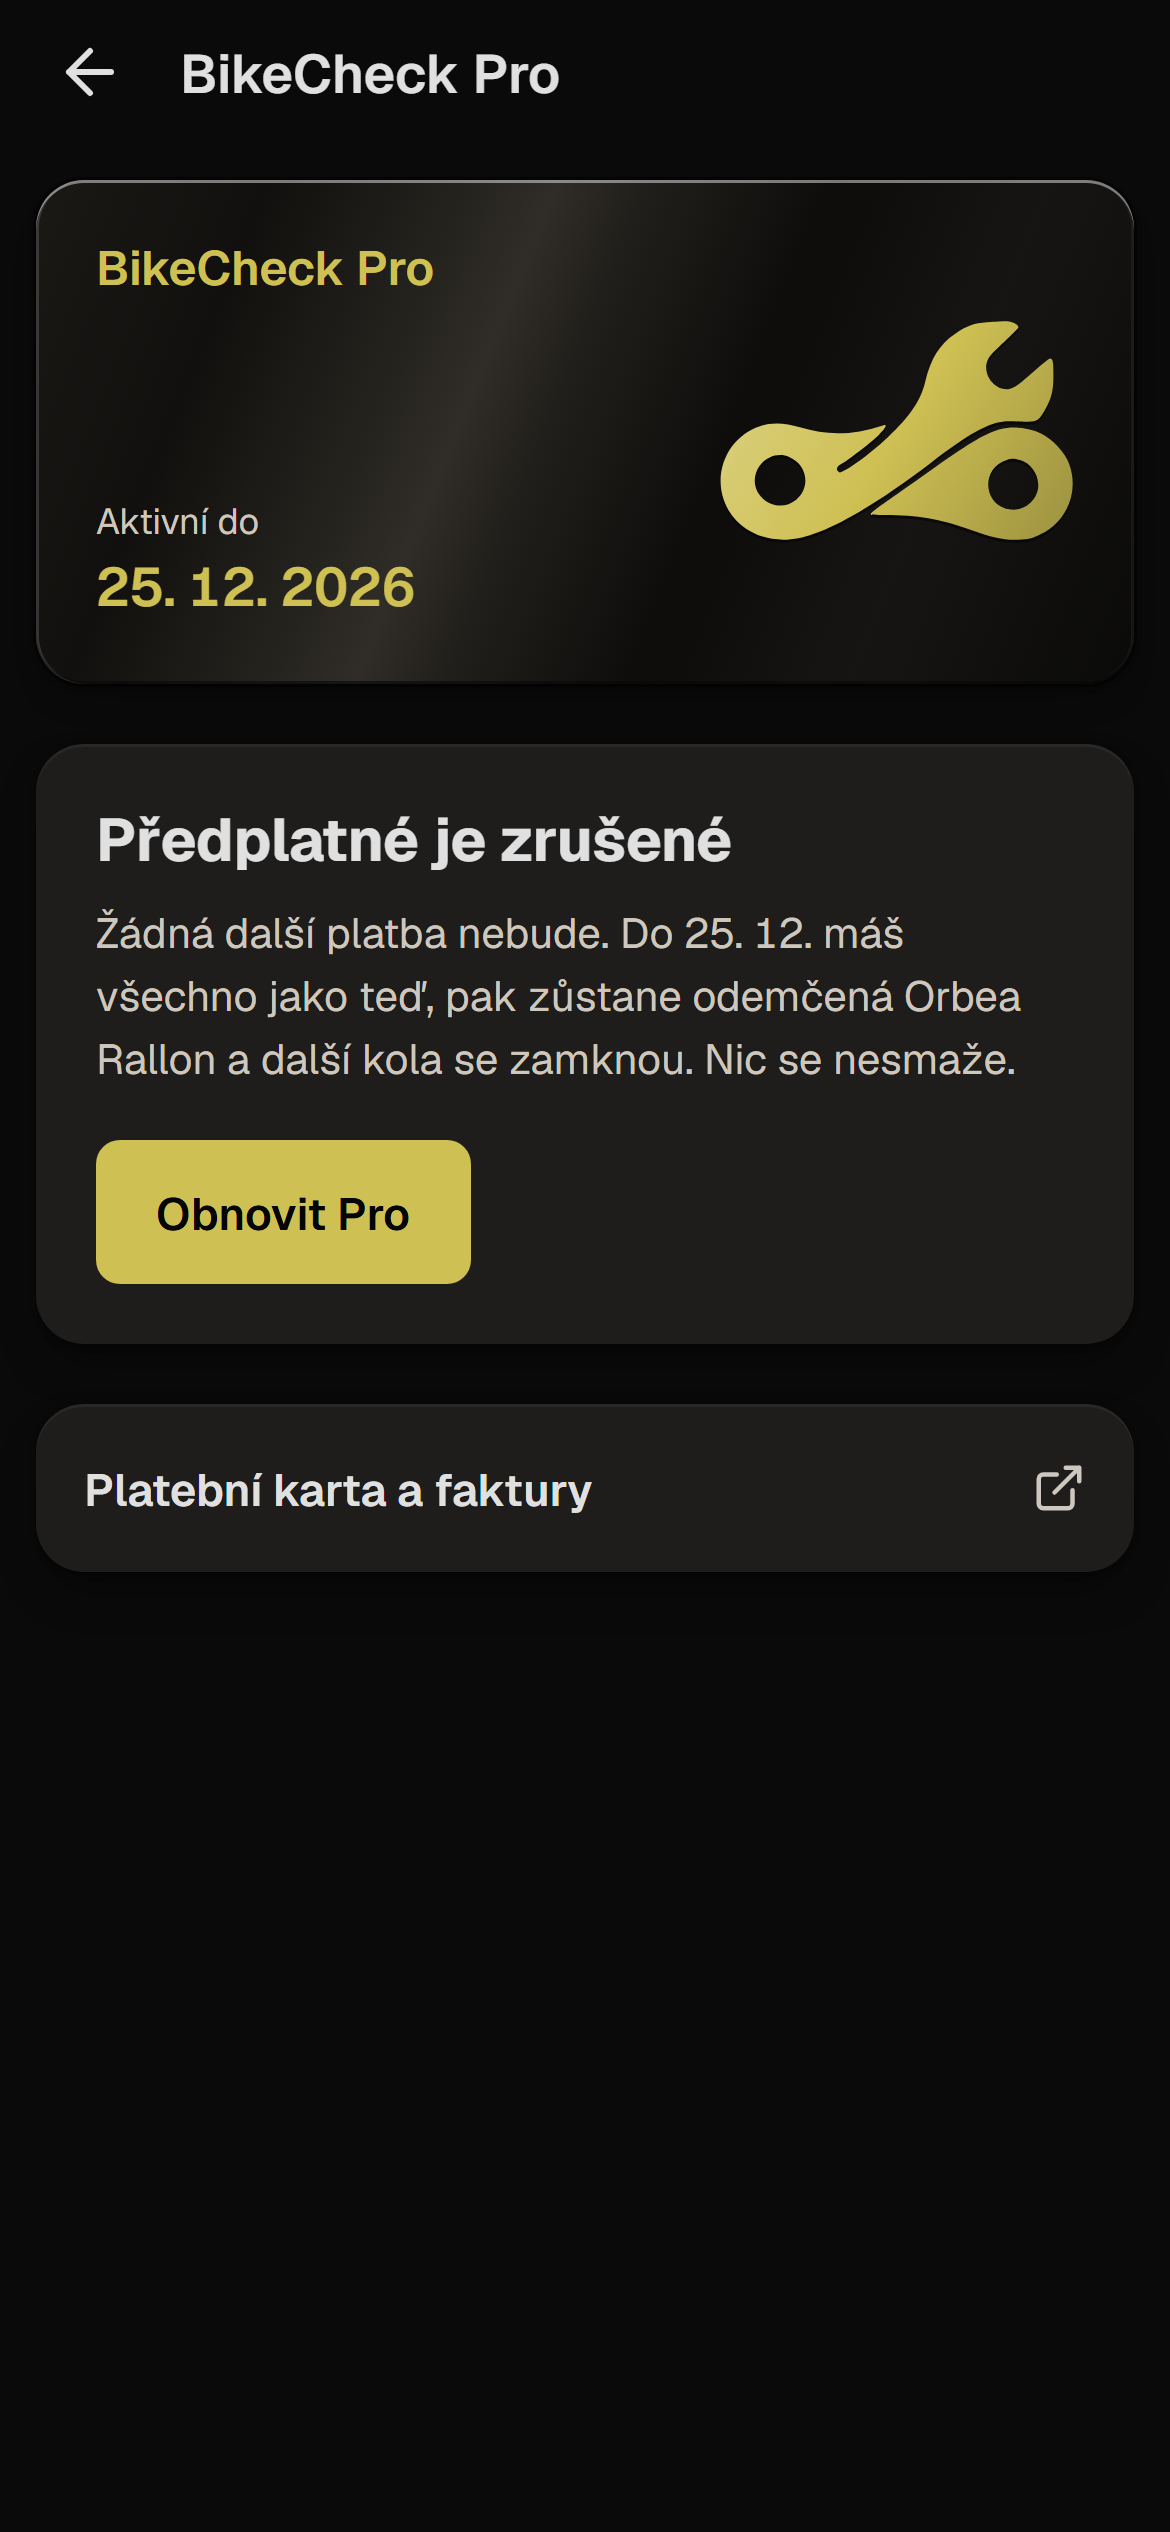 BikeCheck Pro
BikeCheck Pro
Aktivní do
25. 12. 2026
Předplatné je zrušené
Žádná další platba nebude. Do 25. 12. máš
všechno jako teď, pak zůstane odemčená Orbea
Rallon a další kola se zamknou. Nic se nesmaže.
Obnovit Pro
Platební karta a faktury